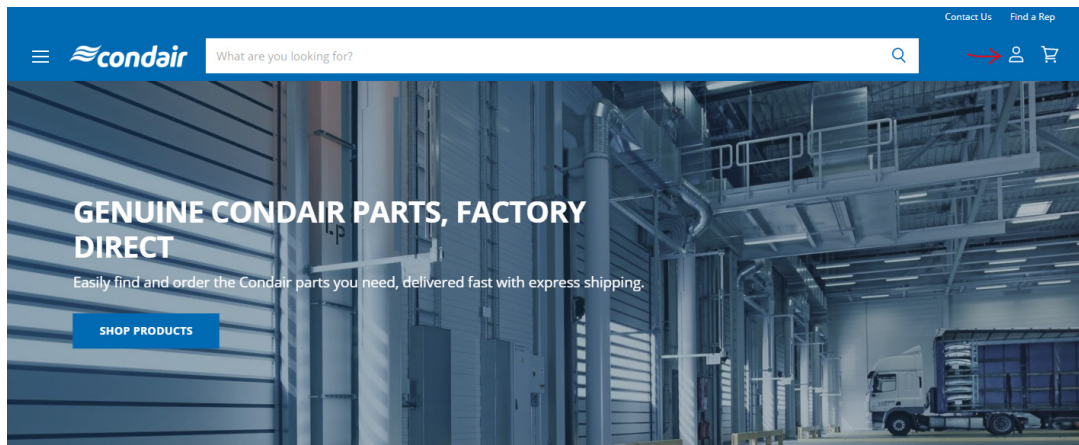 Contact Us Find a Rep
condair
What are you looking for?
GENUINE CONDAIR PARTS, FACTORY
DIRECT
Easily find and order the Condair parts you need, delivered fast with express shipping.
SHOP PRODUCTS